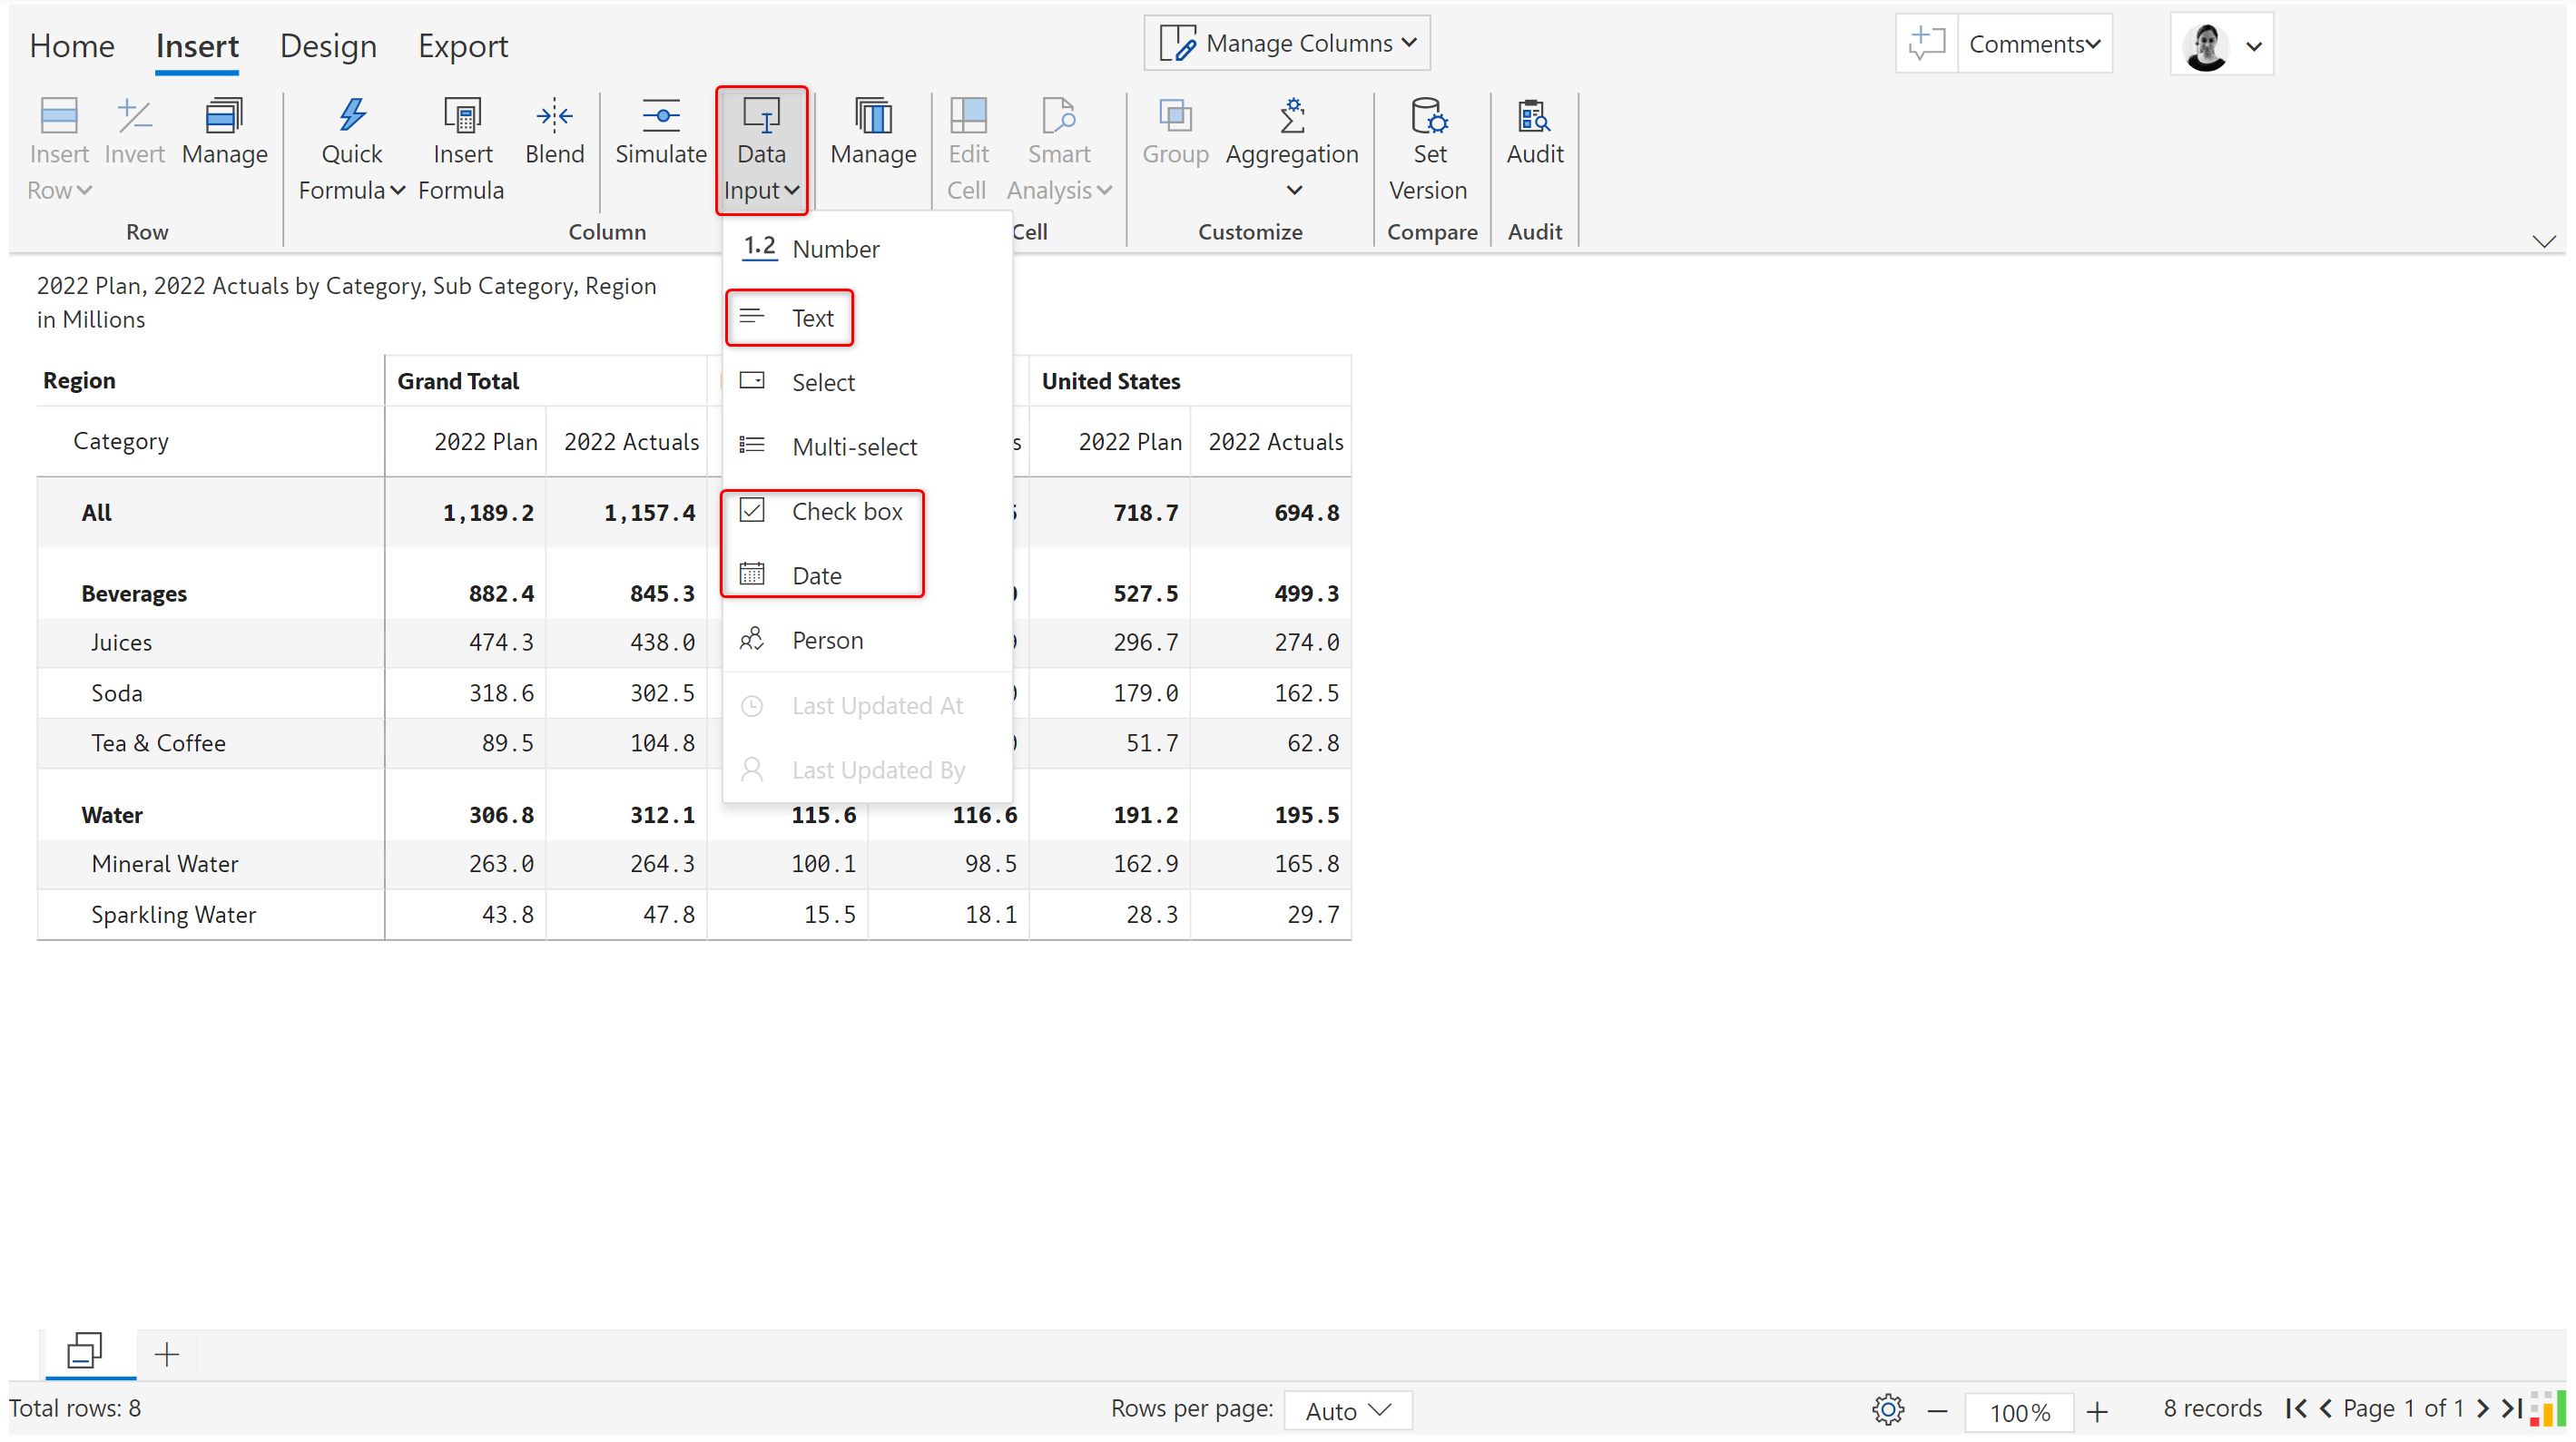 Home Insert Design Export Manage Columns Comments
Insert Row Invert Manage Quick Formula Insert Formula Blend Simulate Data Input Manage Edit Cell Smart Analysis Group Aggregation Set Version Audit
Row Column Cell Customize Compare Audit
1.2 Number
Text
Select
Multi-select
Check box
Date
Person
Last Updated At
Last Updated By
2022 Plan, 2022 Actuals by Category, Sub Category, Region
in Millions
Region Grand Total United States
Category 2022 Plan 2022 Actuals s 2022 Plan 2022 Actuals
All 1,189.2 1,157.4 718.7 694.8
Beverages 882.4 845.3 527.5 499.3
Juices 474.3 438.0 296.7 274.0
Soda 318.6 302.5 179.0 162.5
Tea & Coffee 89.5 104.8 51.7 62.8
Water 306.8 312.1 115.6 116.6 191.2 195.5
Mineral Water 263.0 264.3 100.1 98.5 162.9 165.8
Sparkling Water 43.8 47.8 15.5 18.1 28.3 29.7
Total rows: 8 Rows per page: Auto 100% 8 records Page 1 of 1